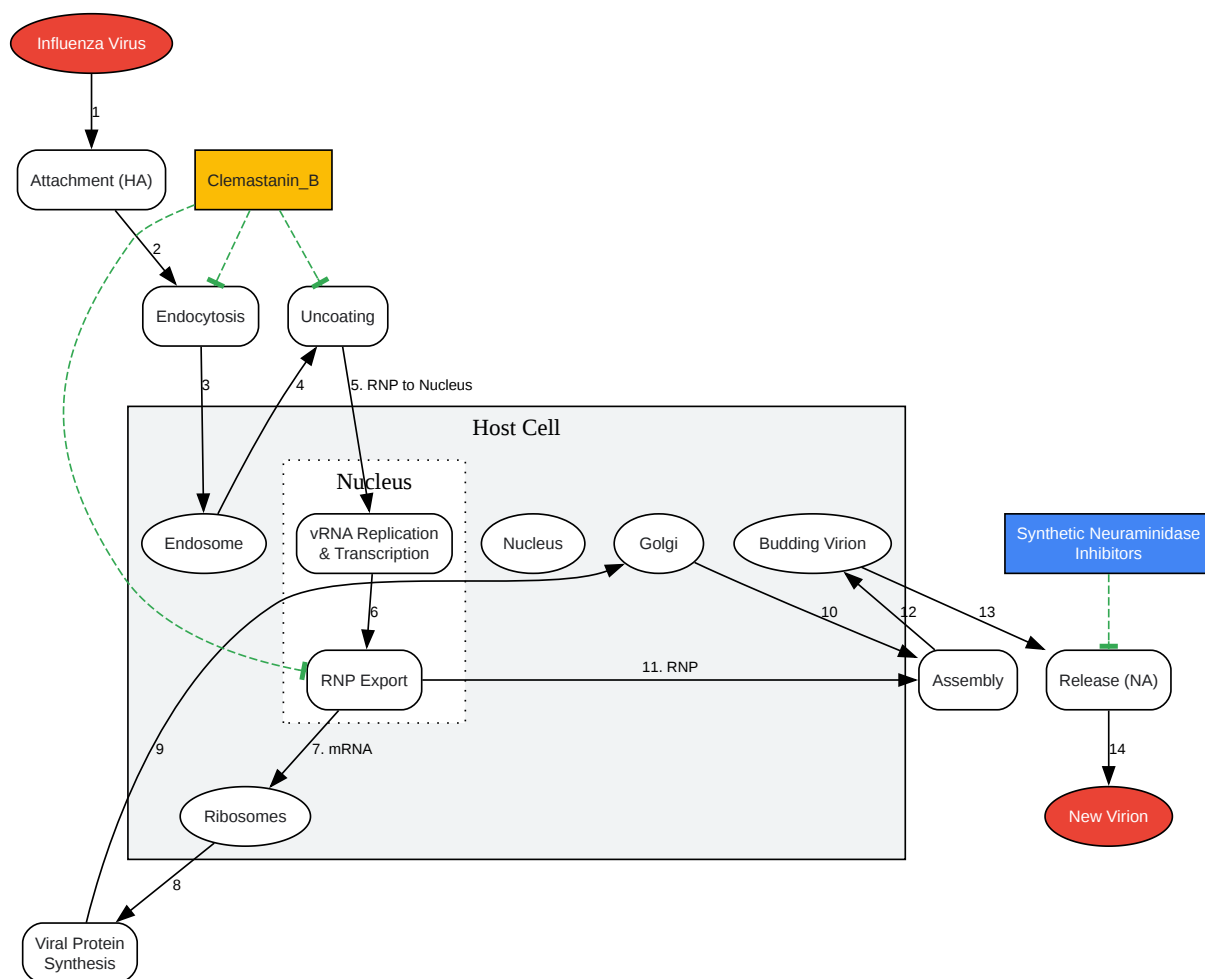 Influenza Virus
1
Attachment (HA)
Clemastanin_B
2
Endocytosis
Uncoating
3
4
5. RNP to Nucleus
Host Cell
Nucleus
Endosome
vRNA Replication
& Transcription
Nucleus
Golgi
Budding Virion
Synthetic Neuraminidase
Inhibitors
6
10
12
13
RNP Export
11. RNP
Assembly
Release (NA)
9
7. mRNA
14
Ribosomes
New Virion
8
Viral Protein
Synthesis